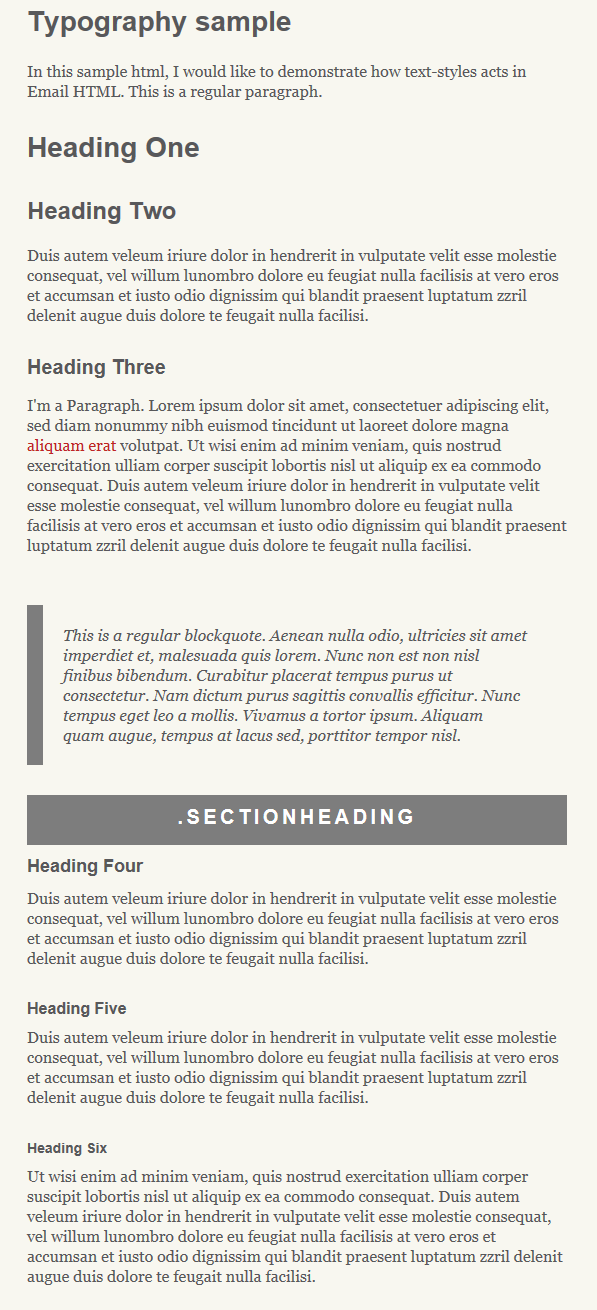 Typography sample
In this sample html, I would like to demonstrate how text-styles acts in
Email HTML. This is a regular paragraph.
Heading One
Heading Two
Duis autem veleum iriure dolor in hendrerit in vulputate velit esse molestie
consequat, vel willum lunombro dolore eu feugiat nulla facilisis at vero eros
et accumsan et iusto odio dignissim qui blandit praesent luptatum zzril
delenit augue duis dolore te feugait nulla facilisi.
Heading Three
I'm a Paragraph. Lorem ipsum dolor sit amet, consectetuer adipiscing elit,
sed diam nonummy nibh euismod tincidunt ut laoreet dolore magna
aliquam erat volutpat. Ut wisi enim ad minim veniam, quis nostrud
exercitation ulliam corper suscipit lobortis nisl ut aliquip ex ea commodo
consequat. Duis autem veleum iriure dolor in hendrerit in vulputate velit
esse molestie consequat, vel willum lunombro dolore eu feugiat nulla
facilisis at vero eros et accumsan et iusto odio dignissim qui blandit praesent
luptatum zzril delenit augue duis dolore te feugait nulla facilisi.
This is a regular blockquote. Aenean nulla odio, ultricies sit amet
imperdiet et, malesuada quis lorem. Nunc non est non nisl
finibus bibendum. Curabitur placerat tempus purus ut
consectetur. Nam dictum purus sagittis convallis efficitur. Nunc
tempus eget leo a mollis. Vivamus a tortor ipsum. Aliquam
quam augue, tempus at lacus sed, porttitor tempor nisl.
.SECTIONHEADING
Heading Four
Duis autem veleum iriure dolor in hendrerit in vulputate velit esse molestie
consequat, vel willum lunombro dolore eu feugiat nulla facilisis at vero eros
et accumsan et iusto odio dignissim qui blandit praesent luptatum zzril
delenit augue duis dolore te feugait nulla facilisi.
Heading Five
Duis autem veleum iriure dolor in hendrerit in vulputate velit esse molestie
consequat, vel willum lunombro dolore eu feugiat nulla facilisis at vero eros
et accumsan et iusto odio dignissim qui blandit praesent luptatum zzril
delenit augue duis dolore te feugait nulla facilisi.
Heading Six
Ut wisi enim ad minim veniam, quis nostrud exercitation ulliam corper
suscipit lobortis nisl ut aliquip ex ea commodo consequat. Duis autem
veleum iriure dolor in hendrerit in vulputate velit esse molestie consequat,
vel willum lunombro dolore eu feugiat nulla facilisis at vero eros et
accumsan et iusto odio dignissim qui blandit praesent luptatum zzril delenit
augue duis dolore te feugait nulla facilisi.